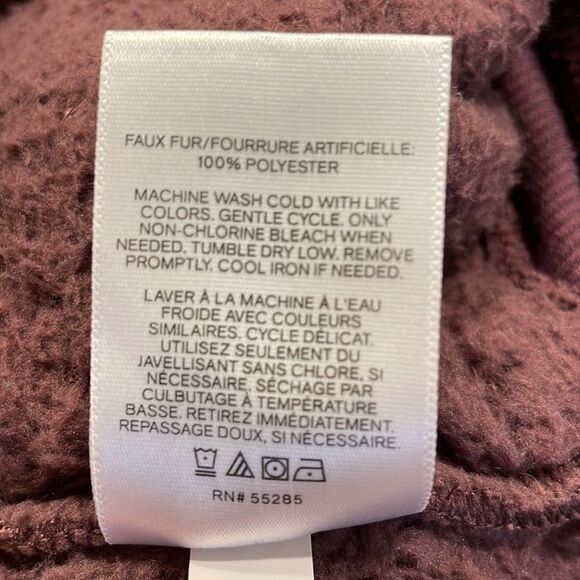 FAUX FUR/FOURRURE ARTIFICIELLE:
100% POLYESTER
MACHINE WASH COLD WITH LIKE
COLORS. GENTLE CYCLE. ONLY
NON-CHLORINE BLEACH WHEN
NEEDED. TUMBLE DRY LOW. REMOVE
PROMPTLY. COOL IRON IF NEEDED.
LAVER À LA MACHINE À L'EAU
FROIDE AVEC COULEURS
SIMILAIRES. CYCLE DÉLICAT.
UTILISEZ SEULEMENT DU
JAVELLISANT SANS CHLORE, SI
NÉCESSAIRE, SÉCHAGE PAR
CULBUTAGE À TEMPÉRATURE
BASSE. RETIREZ IMMÉDIATEMENT.
REPASSAGE DOUX, SI NÉCESSAIRE.
RN# 55285